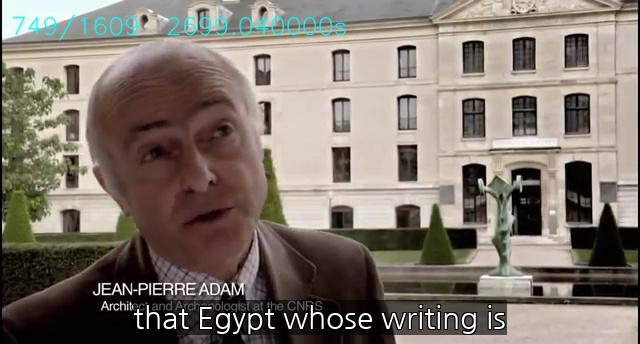 749/1609 2699.040000s
JEAN-PIERRE ADAM
Architect and Archaeologist at the CNRS
that Egypt whose writing is